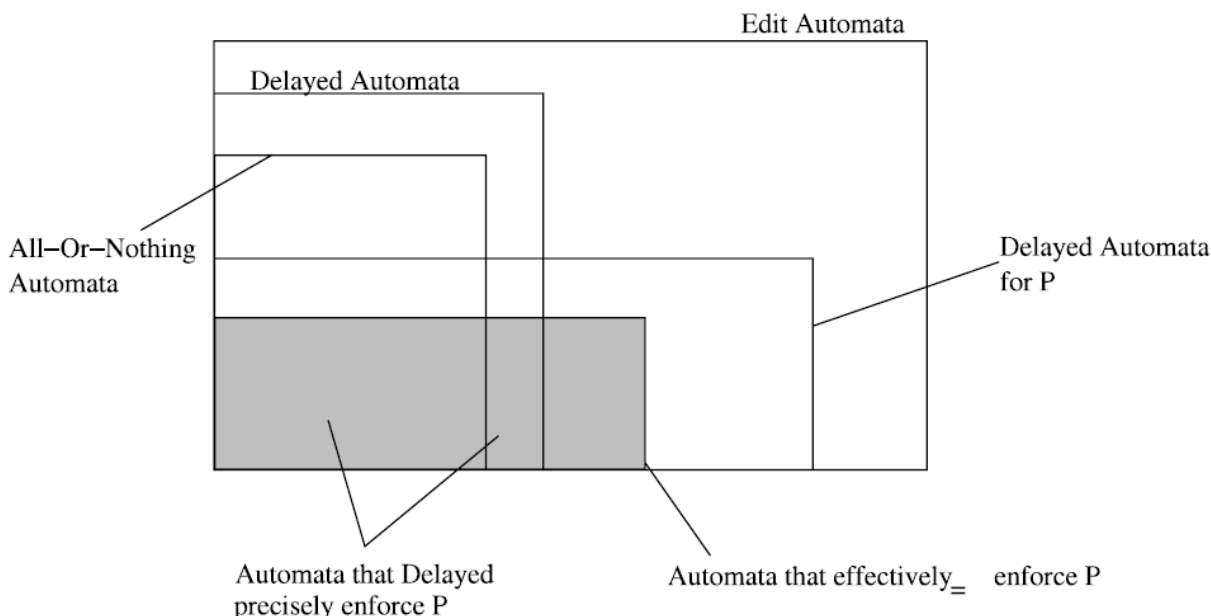 Edit Automata
Delayed Automata
All–Or–Nothing
Automata
Delayed Automata
for P
Automata that Delayed
precisely enforce P
Automata that effectively= enforce P